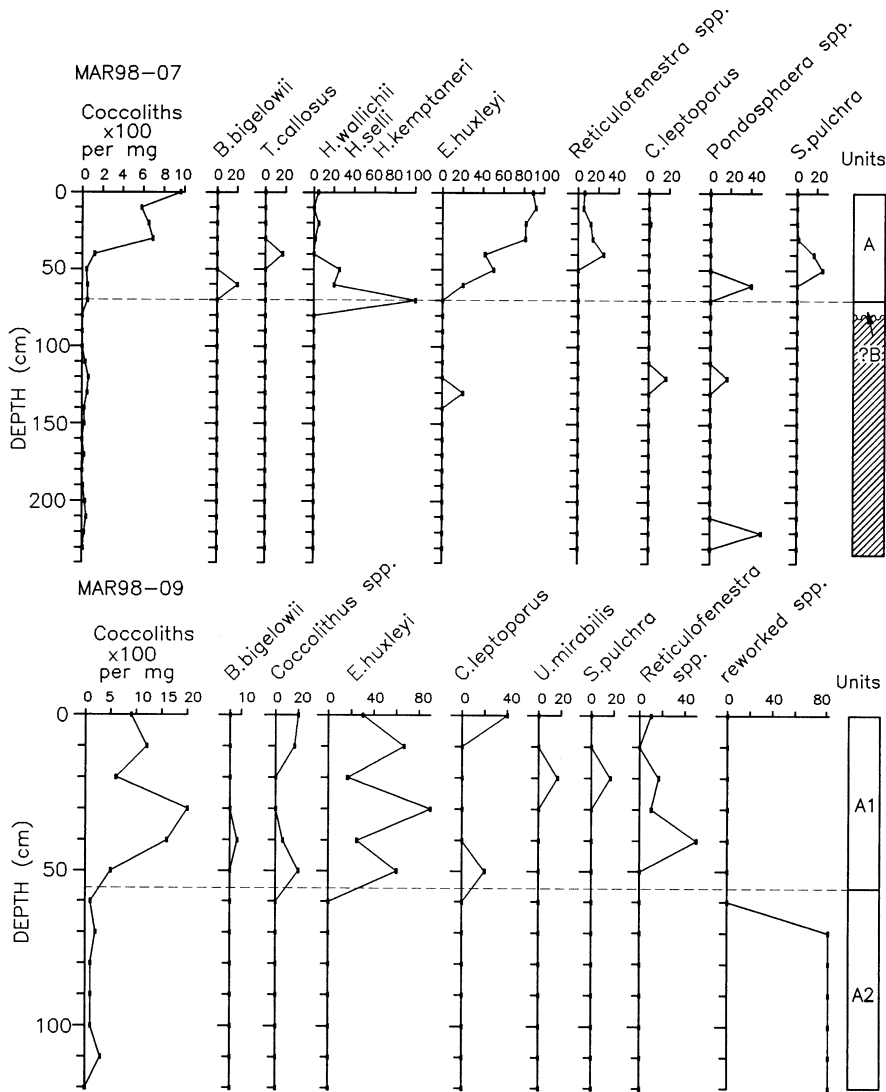 MAR98-07
Coccoliths
x100
per mg
B.bigelowii
T.callosus
H.wallichii
H.selli
H.kemptaneri
E.huxleyi
Reticulofenestra spp.
C.leptoporus
Pondosphaera spp.
S.pulchra
Units
0 2 4 6 8 10
0 20
0 20
0 20 40 60 80 100
0 20 40 60 80 100
0 20 40
0 20
0 20 40
0 20
DEPTH (cm)
0
50
100
150
200
A
?B
MAR98-09
Coccoliths
x100
per mg
B.bigelowii
Coccolithus spp.
E.huxleyi
C.leptoporus
U.mirabilis
S.pulchra
Reticulofenestra
spp.
reworked spp.
Units
0 5 10 15 20
0 10
0 20
0 40 80
0 40
0 20
0 20
0 50
0 80
DEPTH (cm)
0
50
100
A1
A2